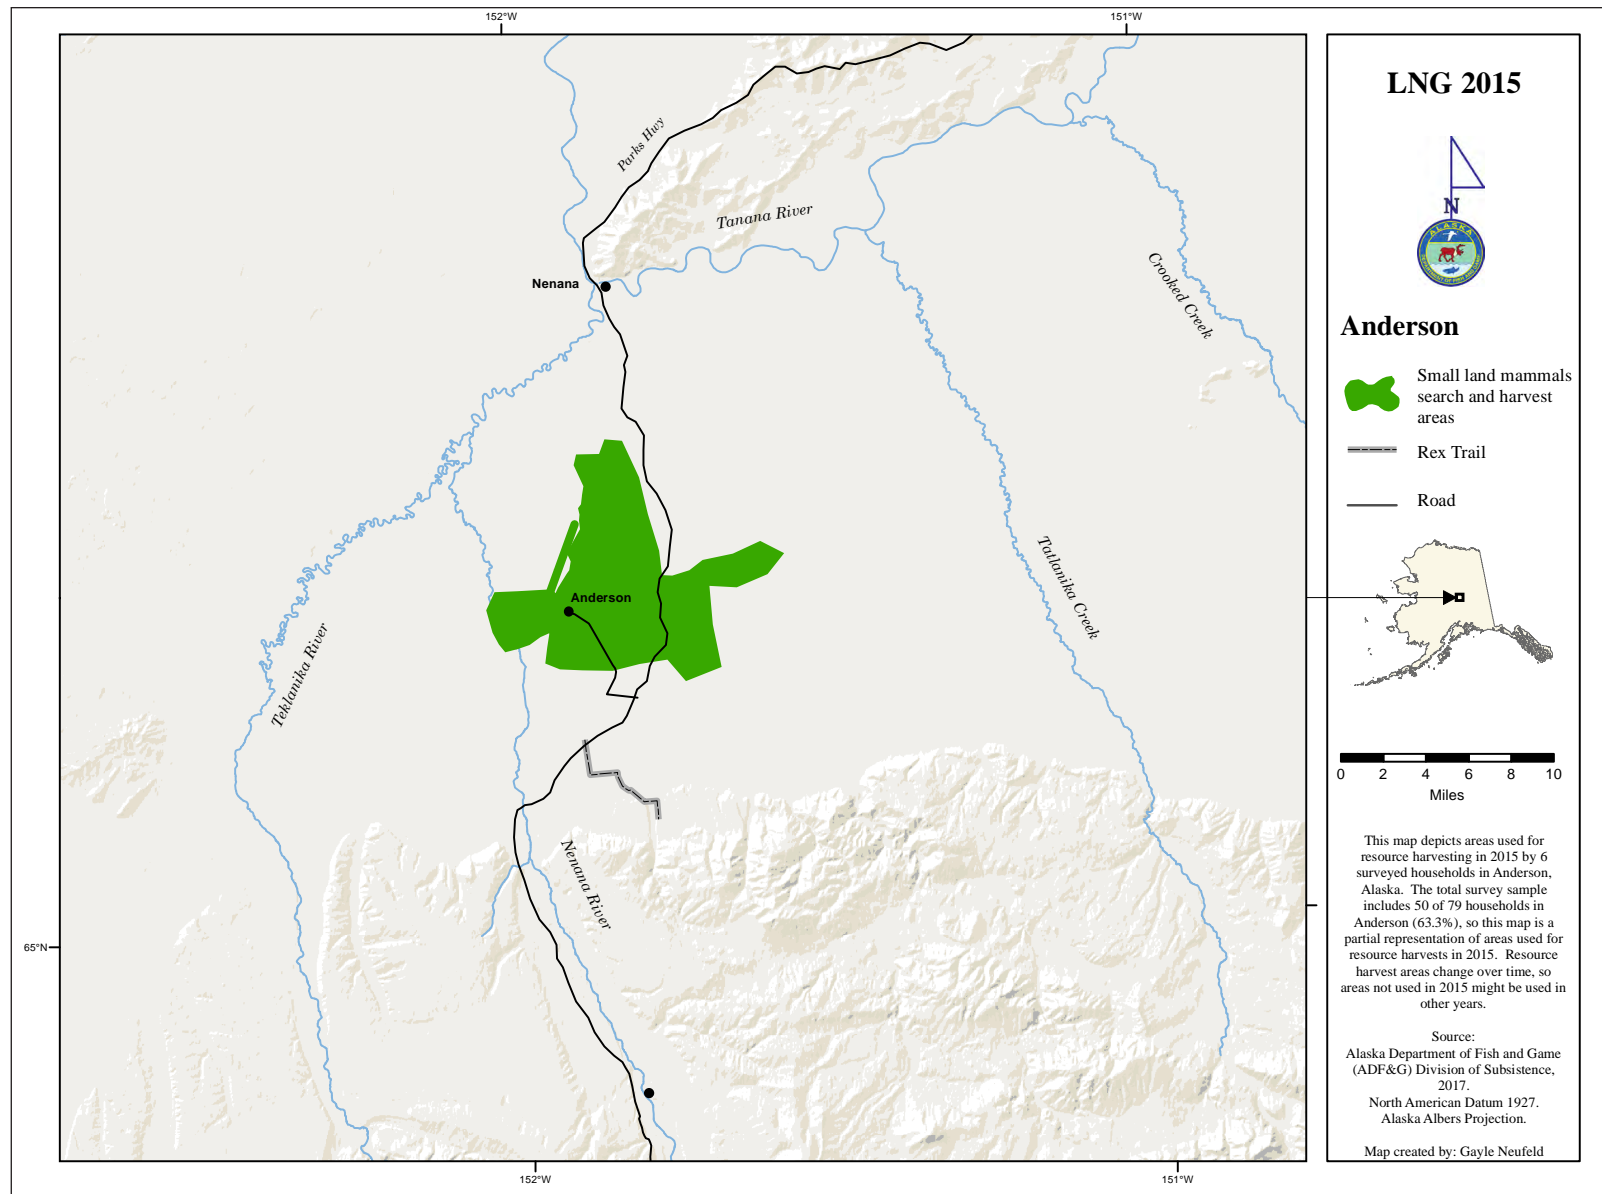 152°W
151°W
Parks Hwy
Tanana River
Nenana
Crooked Creek
Anderson
Tatlanika Creek
Teklanika River
Nenana River
65°N
152°W
151°W
LNG 2015
N
ALASKA
Anderson
Small land mammals
search and harvest
areas
Rex Trail
Road
0 2 4 6 8 10
Miles
This map depicts areas used for
resource harvesting in 2015 by 6
surveyed households in Anderson,
Alaska. The total survey sample
includes 50 of 79 households in
Anderson (63.3%), so this map is a
partial representation of areas used for
resource harvests in 2015. Resource
harvest areas change over time, so
areas not used in 2015 might be used in
other years.
Source:
Alaska Department of Fish and Game
(ADF&G) Division of Subsistence,
2017.
North American Datum 1927.
Alaska Albers Projection.
Map created by: Gayle Neufeld